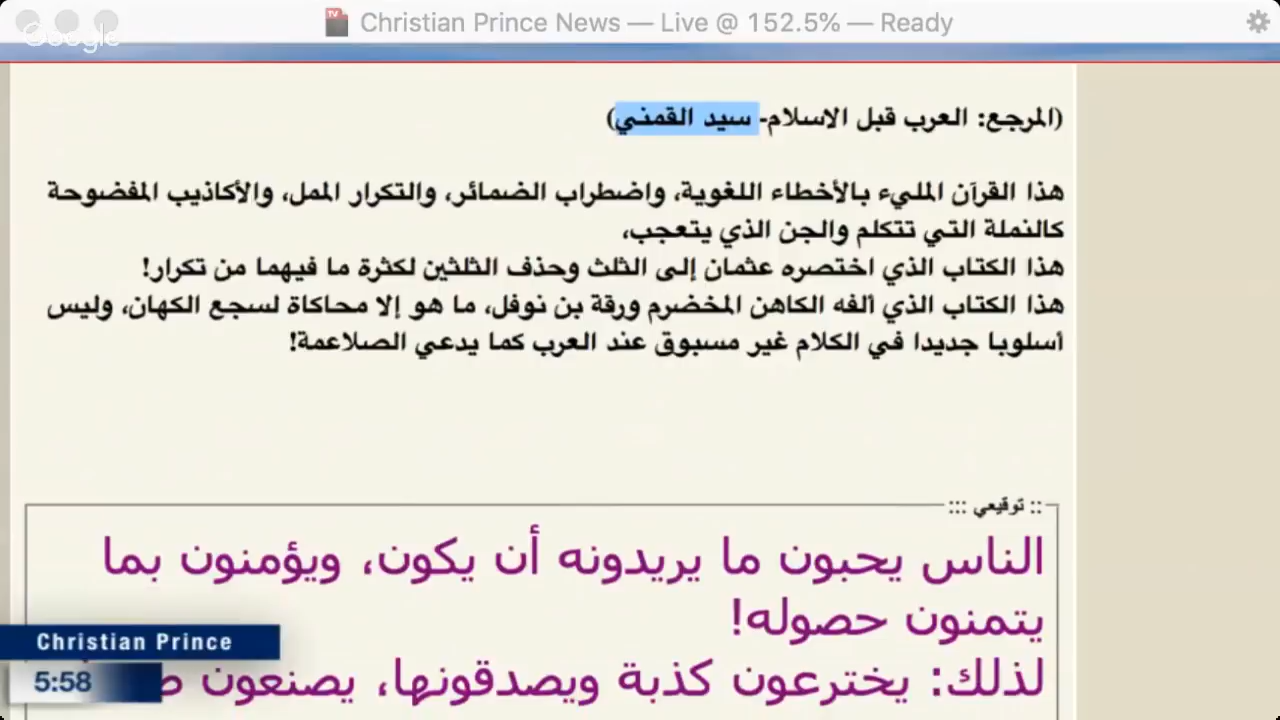 Google
Christian Prince News — Live @ 152.5% — Ready
(المرجع: العرب قبل الاسلام- سيد القمني)
هذا القرآن المليء بالأخطاء اللغوية، واضطراب الضمائر، والتكرار الممل، والأكاذيب المفضوحة
كالنملة التي تتكلم والجن الذي يتعجب،
هذا الكتاب الذي اختصره عثمان إلى الثلث وحذف الثلثين لكثرة ما فيهما من تكرار!
هذا الكتاب الذي ألفه الكاهن المخضرم ورقة بن نوفل، ما هو إلا محاكاة لسجع الكهان، وليس
أسلوبا جديدا في الكلام غير مسبوق عند العرب كما يدعي الصلاعمة!
:: توقيعي :::
الناس يحبون ما يريدونه أن يكون، ويؤمنون بما
يتمنون حصوله!
لذلك: يخترعون كذبة ويصدقونها، يصنعون
Christian Prince
5:58